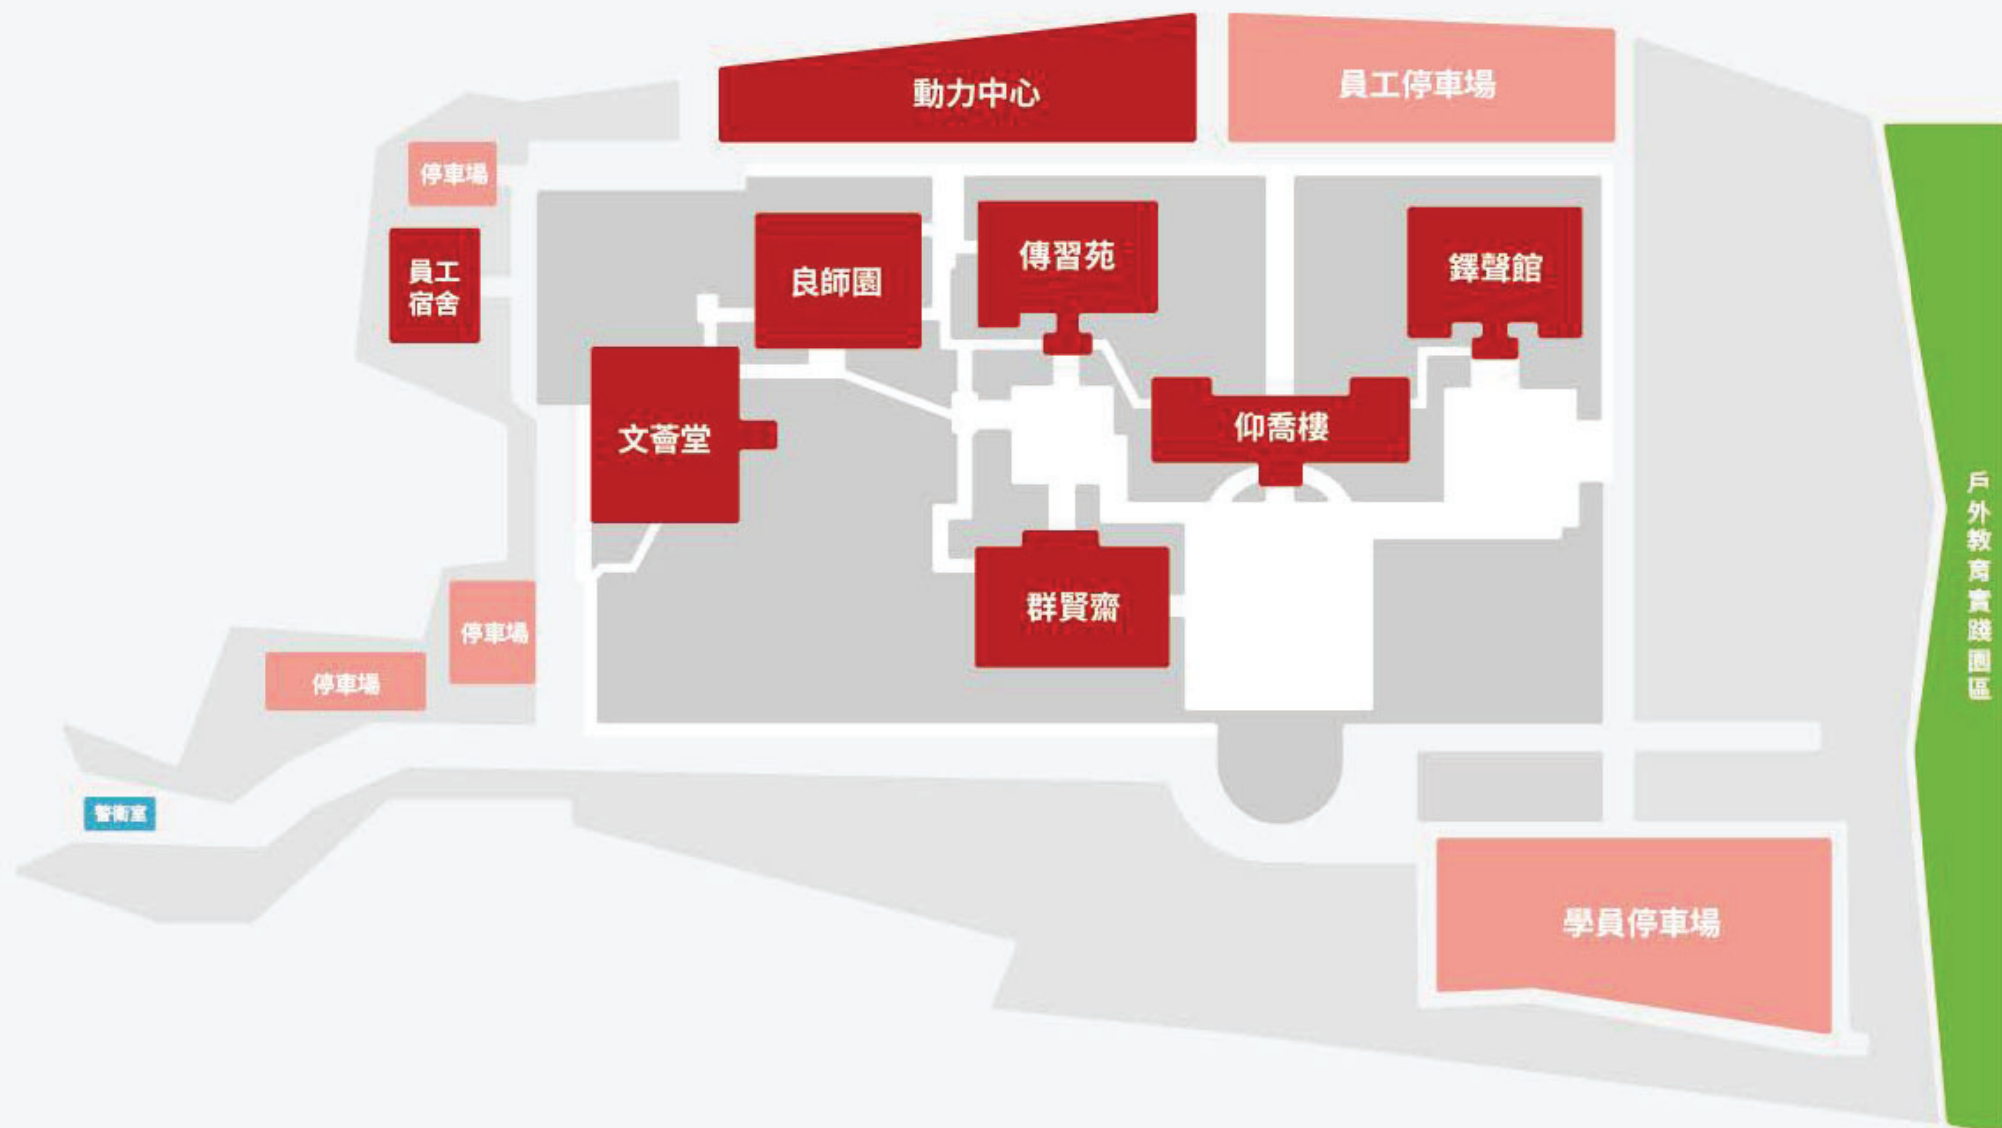 動力中心
員工停車場
停車場
員工
宿舍
良師園
傳習苑
鐸聲館
文薈堂
仰喬樓
群賢齋
停車場
停車場
警衛室
學員停車場
戶外教育實踐園區